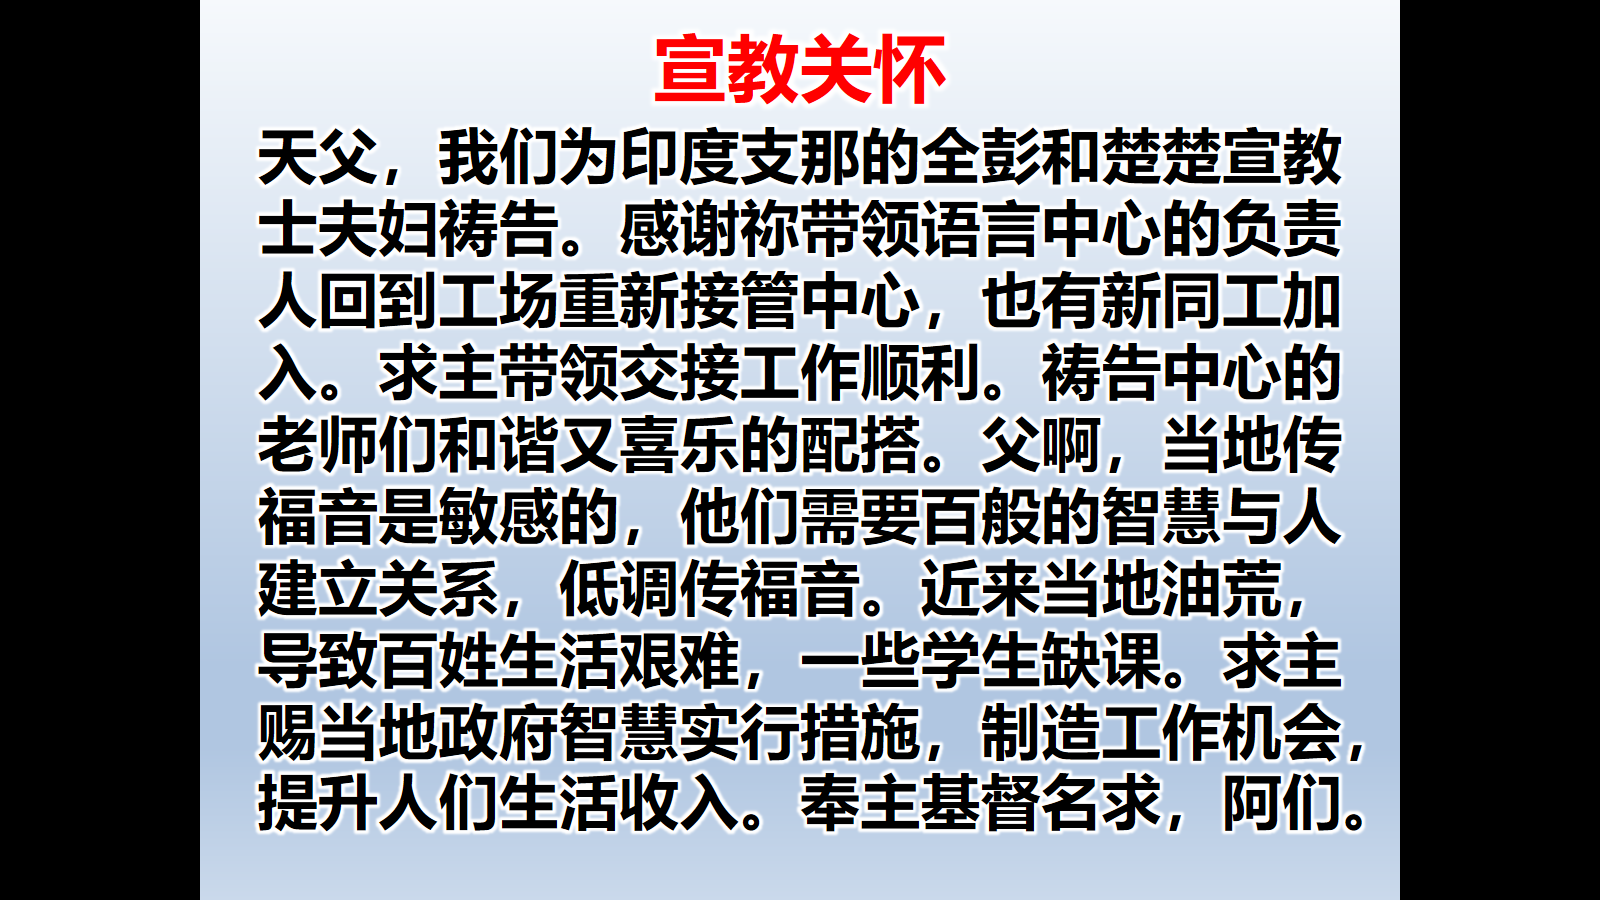 宣教关怀
天父，我们为印度支那的全彭和楚楚宣教
士夫妇祷告。感谢祢带领语言中心的负责
人回到工场重新接管中心，也有新同工加
入。求主带领交接工作顺利。祷告中心的
老师们和谐又喜乐的配搭。父啊，当地传
福音是敏感的，他们需要百般的智慧与人
建立关系，低调传福音。近来当地油荒，
导致百姓生活艰难，一些学生缺课。求主
赐当地政府智慧实行措施，制造工作机会，
提升人们生活收入。奉主基督名求，阿们。